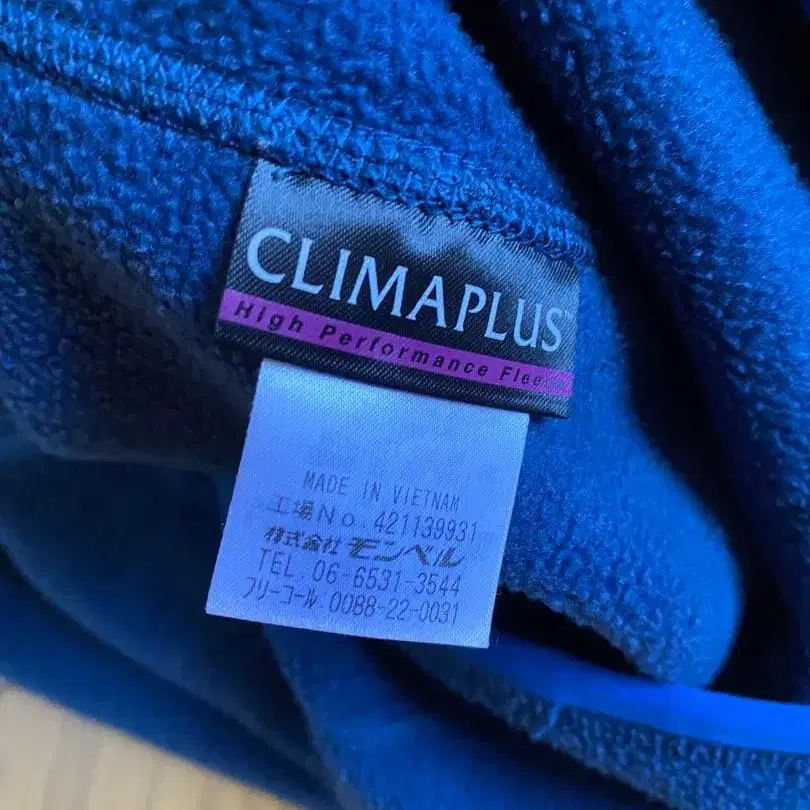 CLIMAPLUS™
High Performance Flee
MADE IN VIETNAM
工場No. 421139931
株式会社 モンベル
TEL. 06-6531-3544
フリーコール:0088-22-0031